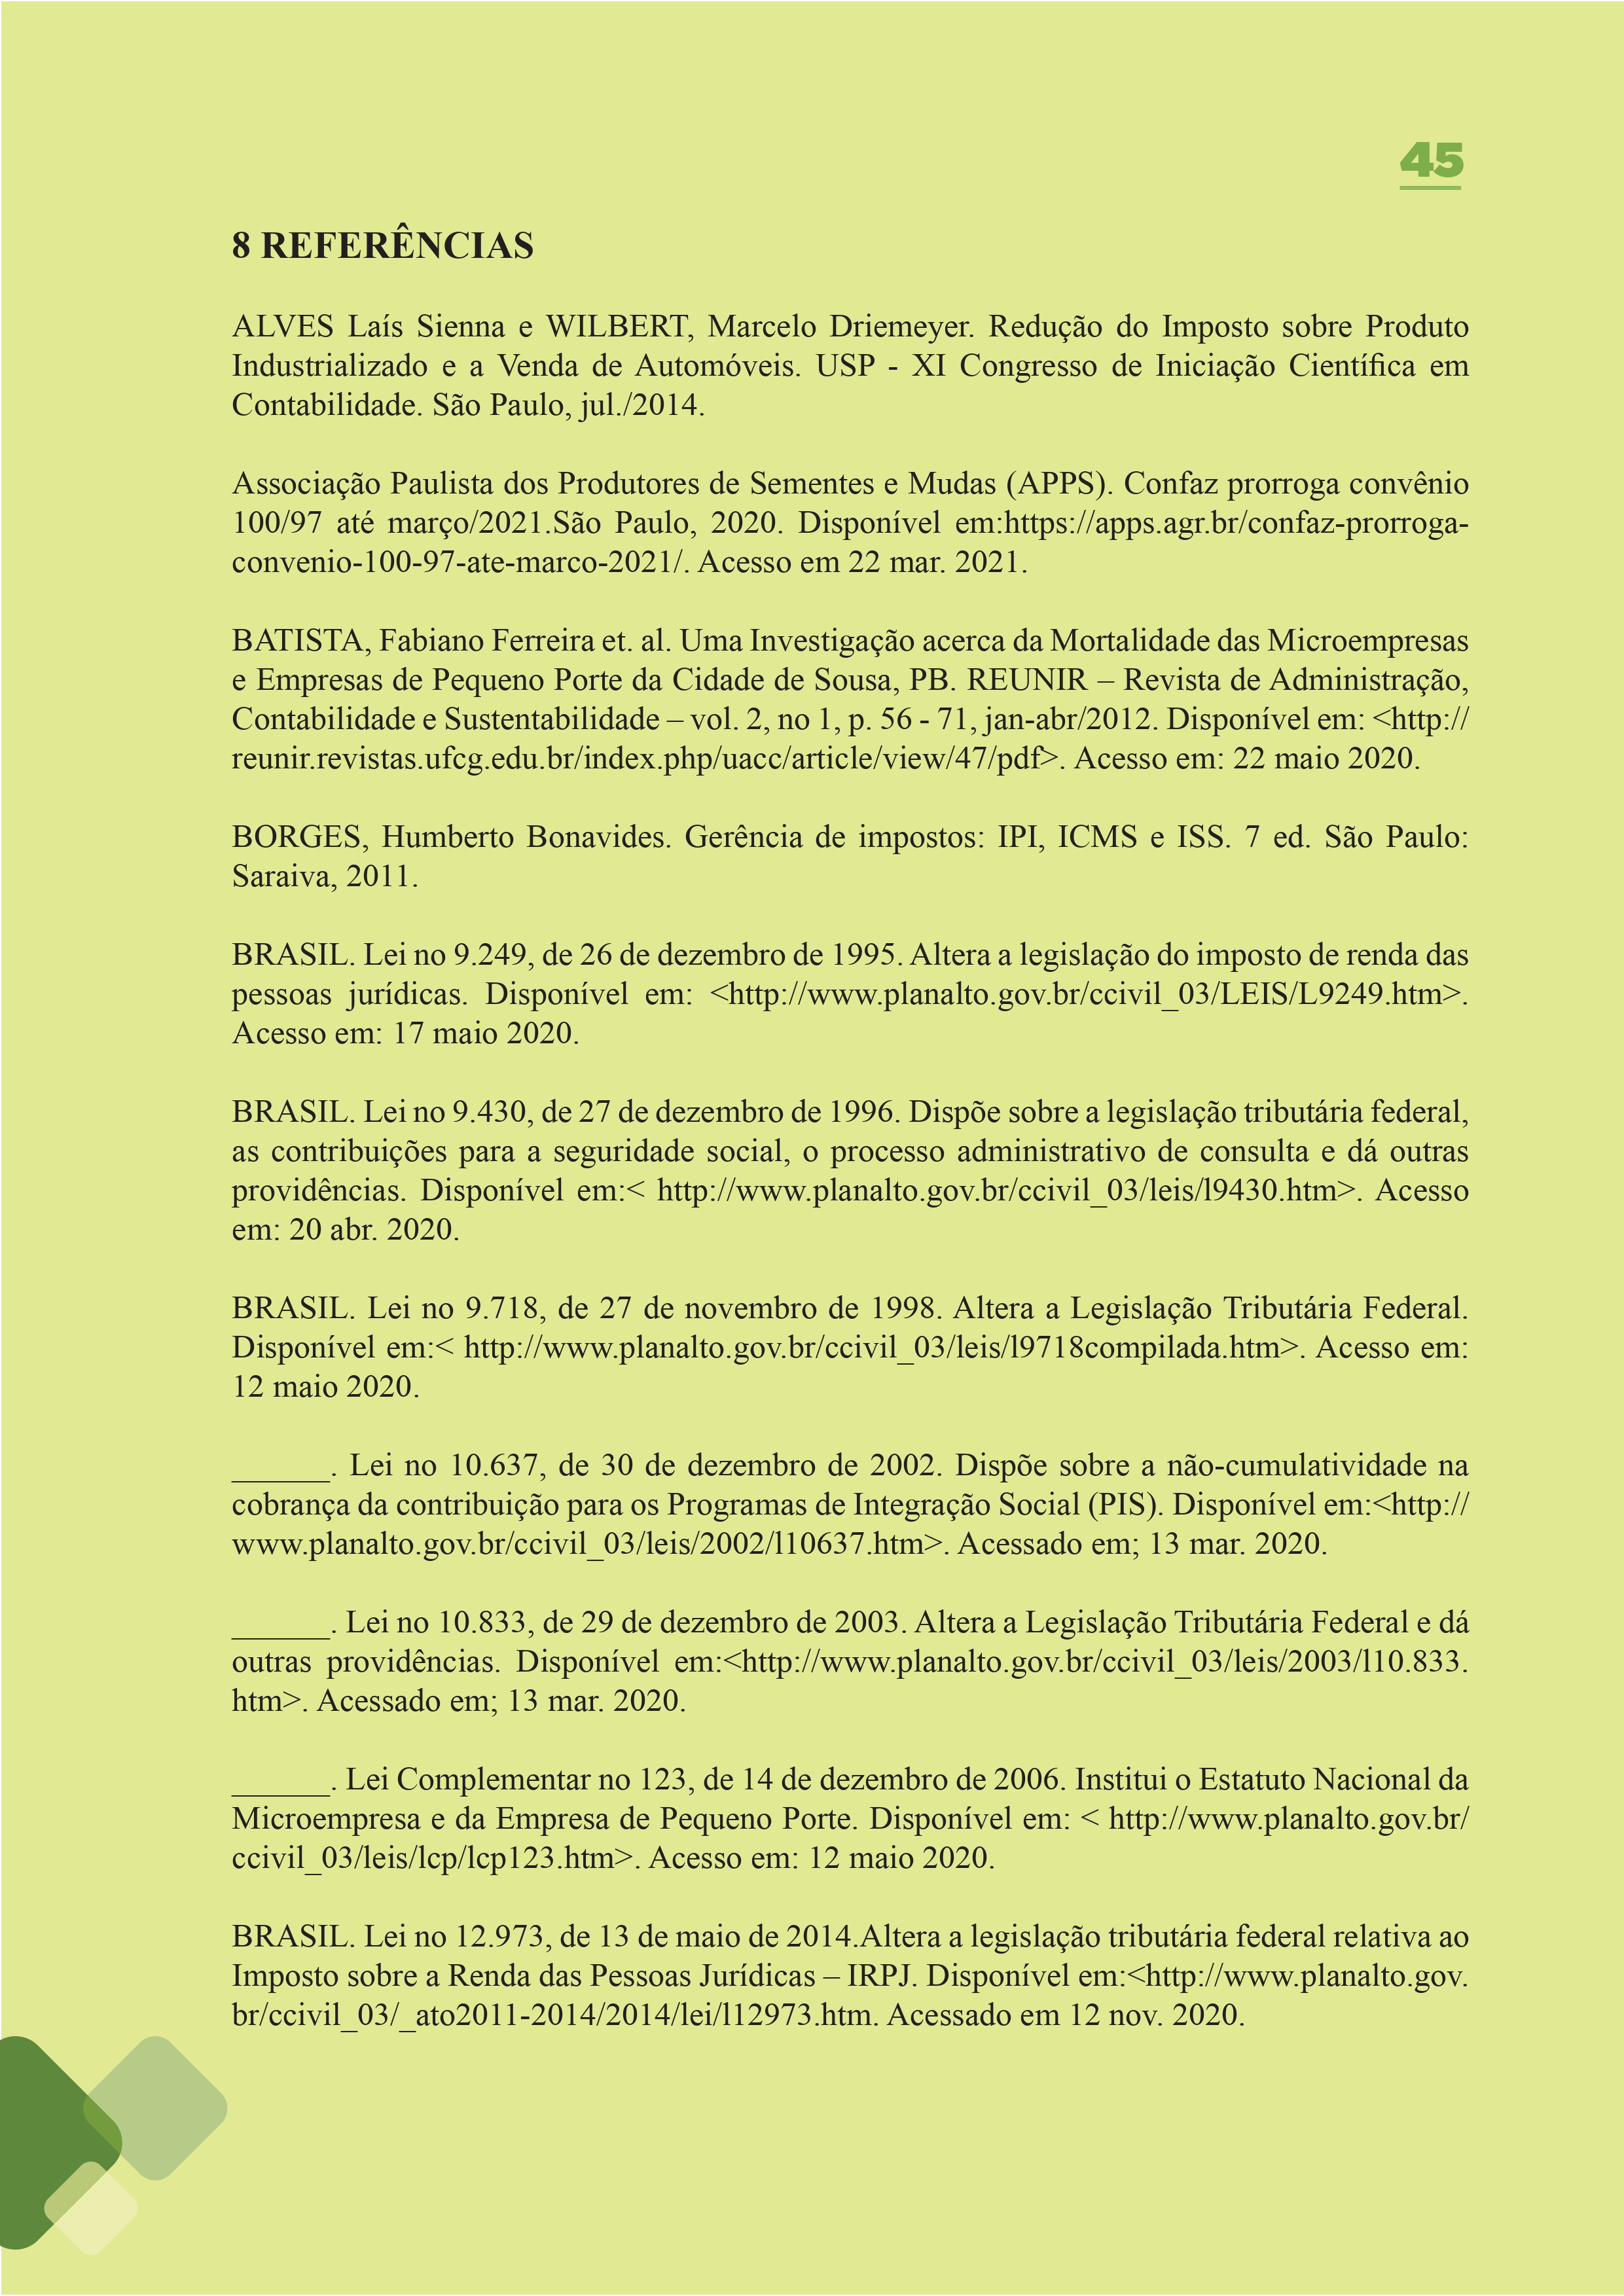 45
8 REFERÊNCIAS
ALVES Laís Sienna e WILBERT, Marcelo Driemeyer. Redução do Imposto sobre Produto
Industrializado e a Venda de Automóveis. USP - XI Congresso de Iniciação Científica em
Contabilidade. São Paulo, jul./2014.
Associação Paulista dos Produtores de Sementes e Mudas (APPS). Confaz prorroga convênio
100/97 até março/2021.São Paulo, 2020. Disponível em:https://apps.agr.br/confaz-prorroga-
convenio-100-97-ate-marco-2021/. Acesso em 22 mar. 2021.
BATISTA, Fabiano Ferreira et. al. Uma Investigação acerca da Mortalidade das Microempresas
e Empresas de Pequeno Porte da Cidade de Sousa, PB. REUNIR – Revista de Administração,
Contabilidade e Sustentabilidade – vol. 2, no 1, p. 56 - 71, jan-abr/2012. Disponível em: <http://
reunir.revistas.ufcg.edu.br/index.php/uacc/article/view/47/pdf>. Acesso em: 22 maio 2020.
BORGES, Humberto Bonavides. Gerência de impostos: IPI, ICMS e ISS. 7 ed. São Paulo:
Saraiva, 2011.
BRASIL. Lei no 9.249, de 26 de dezembro de 1995. Altera a legislação do imposto de renda das
pessoas jurídicas. Disponível em: <http://www.planalto.gov.br/ccivil_03/LEIS/L9249.htm>.
Acesso em: 17 maio 2020.
BRASIL. Lei no 9.430, de 27 de dezembro de 1996. Dispõe sobre a legislação tributária federal,
as contribuições para a seguridade social, o processo administrativo de consulta e dá outras
providências. Disponível em:< http://www.planalto.gov.br/ccivil_03/leis/l9430.htm>. Acesso
em: 20 abr. 2020.
BRASIL. Lei no 9.718, de 27 de novembro de 1998. Altera a Legislação Tributária Federal.
Disponível em:< http://www.planalto.gov.br/ccivil_03/leis/l9718compilada.htm>. Acesso em:
12 maio 2020.
______. Lei no 10.637, de 30 de dezembro de 2002. Dispõe sobre a não-cumulatividade na
cobrança da contribuição para os Programas de Integração Social (PIS). Disponível em:<http://
www.planalto.gov.br/ccivil_03/leis/2002/l10637.htm>. Acessado em; 13 mar. 2020.
______. Lei no 10.833, de 29 de dezembro de 2003. Altera a Legislação Tributária Federal e dá
outras providências. Disponível em:<http://www.planalto.gov.br/ccivil_03/leis/2003/l10.833.
htm>. Acessado em; 13 mar. 2020.
______. Lei Complementar no 123, de 14 de dezembro de 2006. Institui o Estatuto Nacional da
Microempresa e da Empresa de Pequeno Porte. Disponível em: < http://www.planalto.gov.br/
ccivil_03/leis/lcp/lcp123.htm>. Acesso em: 12 maio 2020.
BRASIL. Lei no 12.973, de 13 de maio de 2014.Altera a legislação tributária federal relativa ao
Imposto sobre a Renda das Pessoas Jurídicas – IRPJ. Disponível em:<http://www.planalto.gov.
br/ccivil_03/_ato2011-2014/2014/lei/l12973.htm. Acessado em 12 nov. 2020.